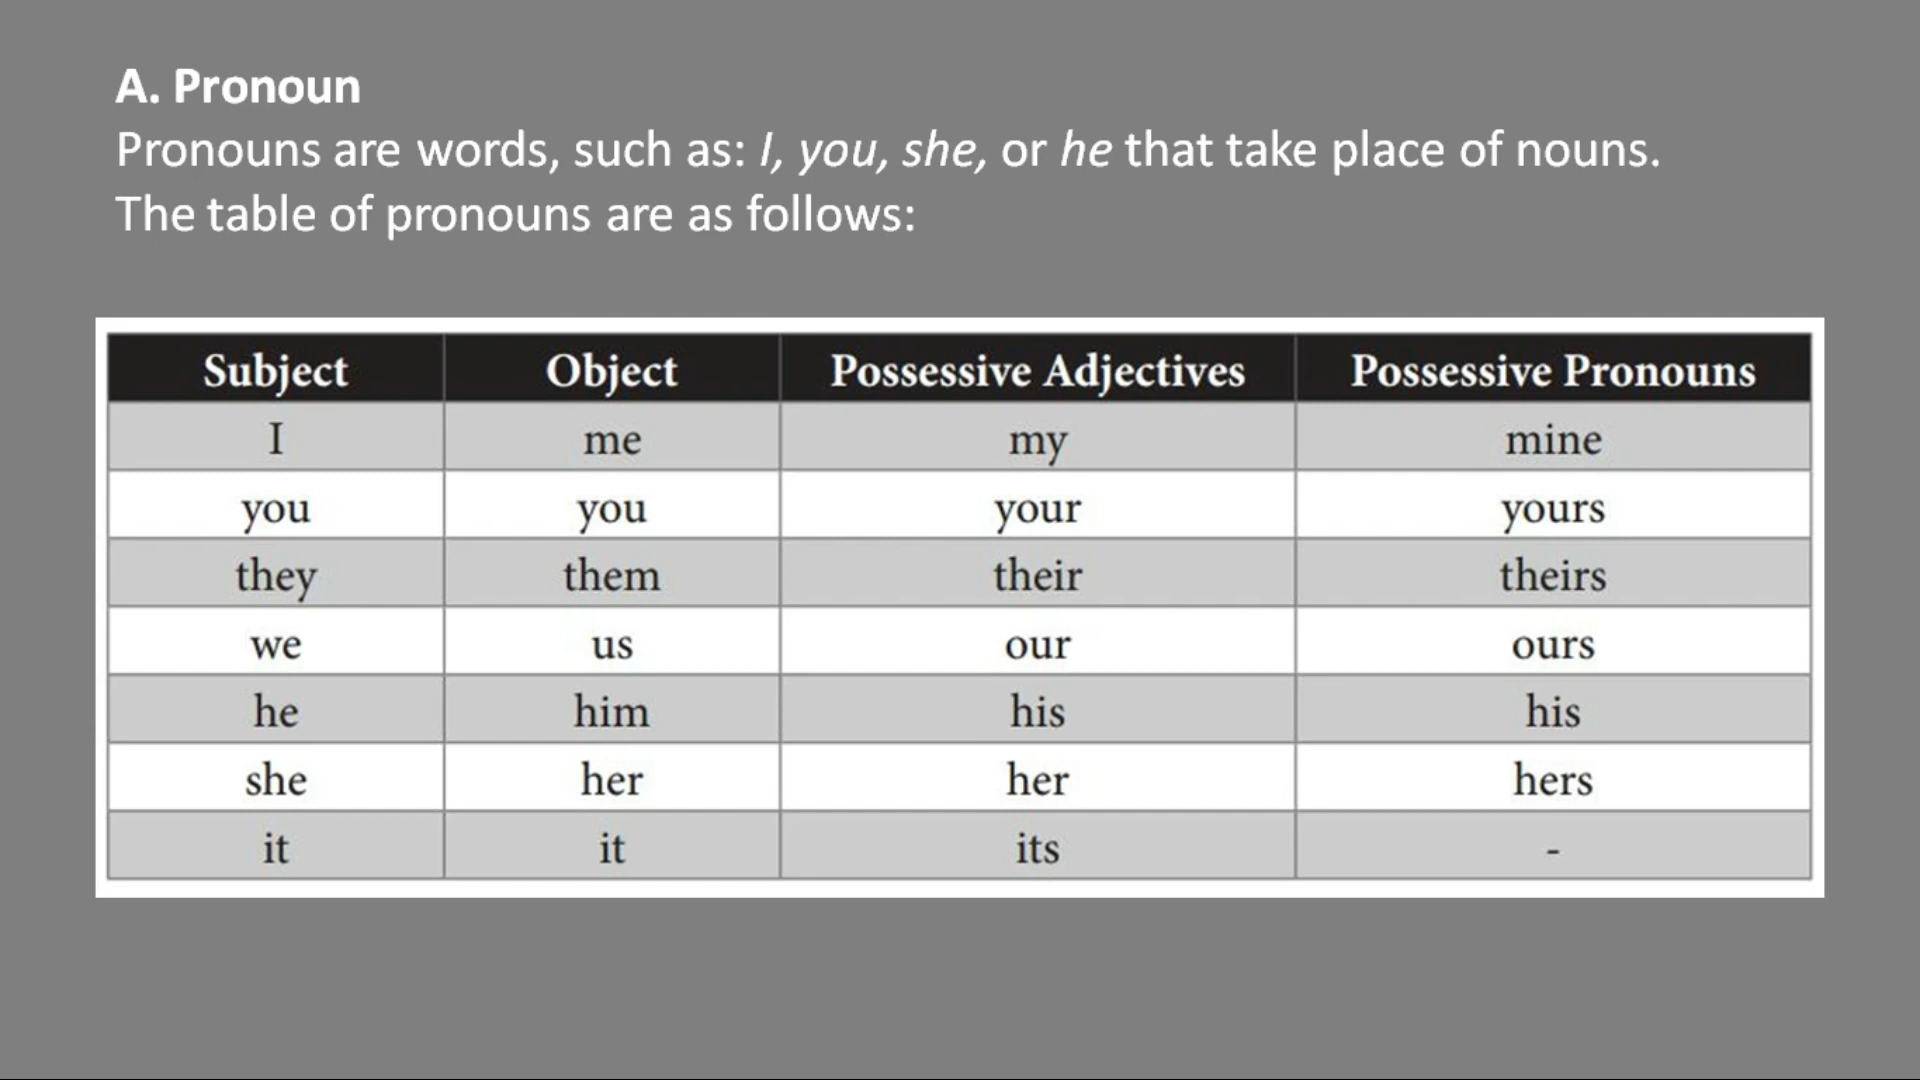 A. Pronoun
Pronouns are words, such as: I, you, she, or he that take place of nouns.
The table of pronouns are as follows:
Subject Object Possessive Adjectives Possessive Pronouns
I me my mine
you you your yours
they them their theirs
we us our ours
he him his his
she her her hers
it it its -